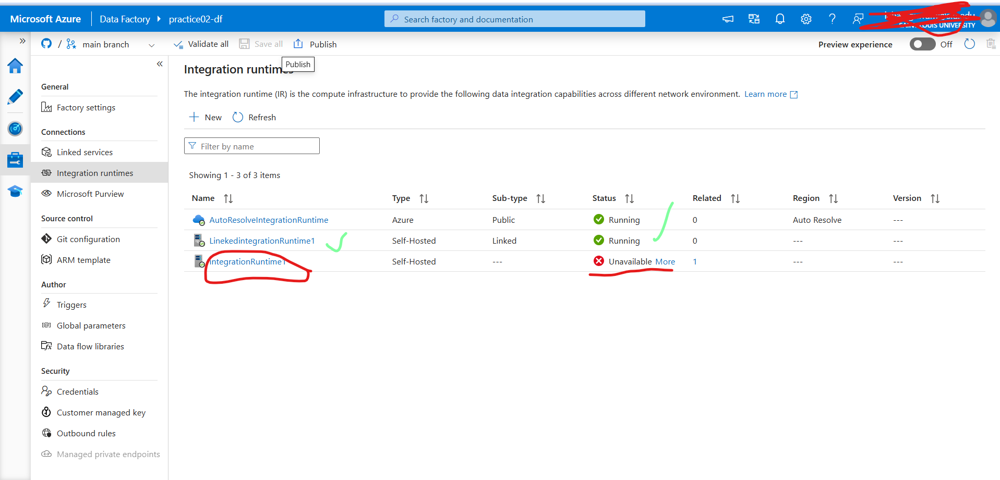 Microsoft Azure Data Factory practice02-df Search factory and documentation
SAINT LOUIS UNIVERSITY
/ main branch Validate all Save all Publish Preview experience Off
Publish
Integration runtimes
The integration runtime (IR) is the compute infrastructure to provide the following data integration capabilities across different network environment. Learn more
New Refresh
Filter by name
Showing 1 - 3 of 3 items
Name Type Sub-type Status Related Region Version
AutoResolveIntegrationRuntime Azure Public Running 0 Auto Resolve ---
LinekedintegrationRuntime1 Self-Hosted Linked Running 0 --- ---
IntegrationRuntime1 Self-Hosted --- Unavailable More 1 --- ---
General
Factory settings
Connections
Linked services
Integration runtimes
Microsoft Purview
Source control
Git configuration
ARM template
Author
Triggers
Global parameters
Data flow libraries
Security
Credentials
Customer managed key
Outbound rules
Managed private endpoints